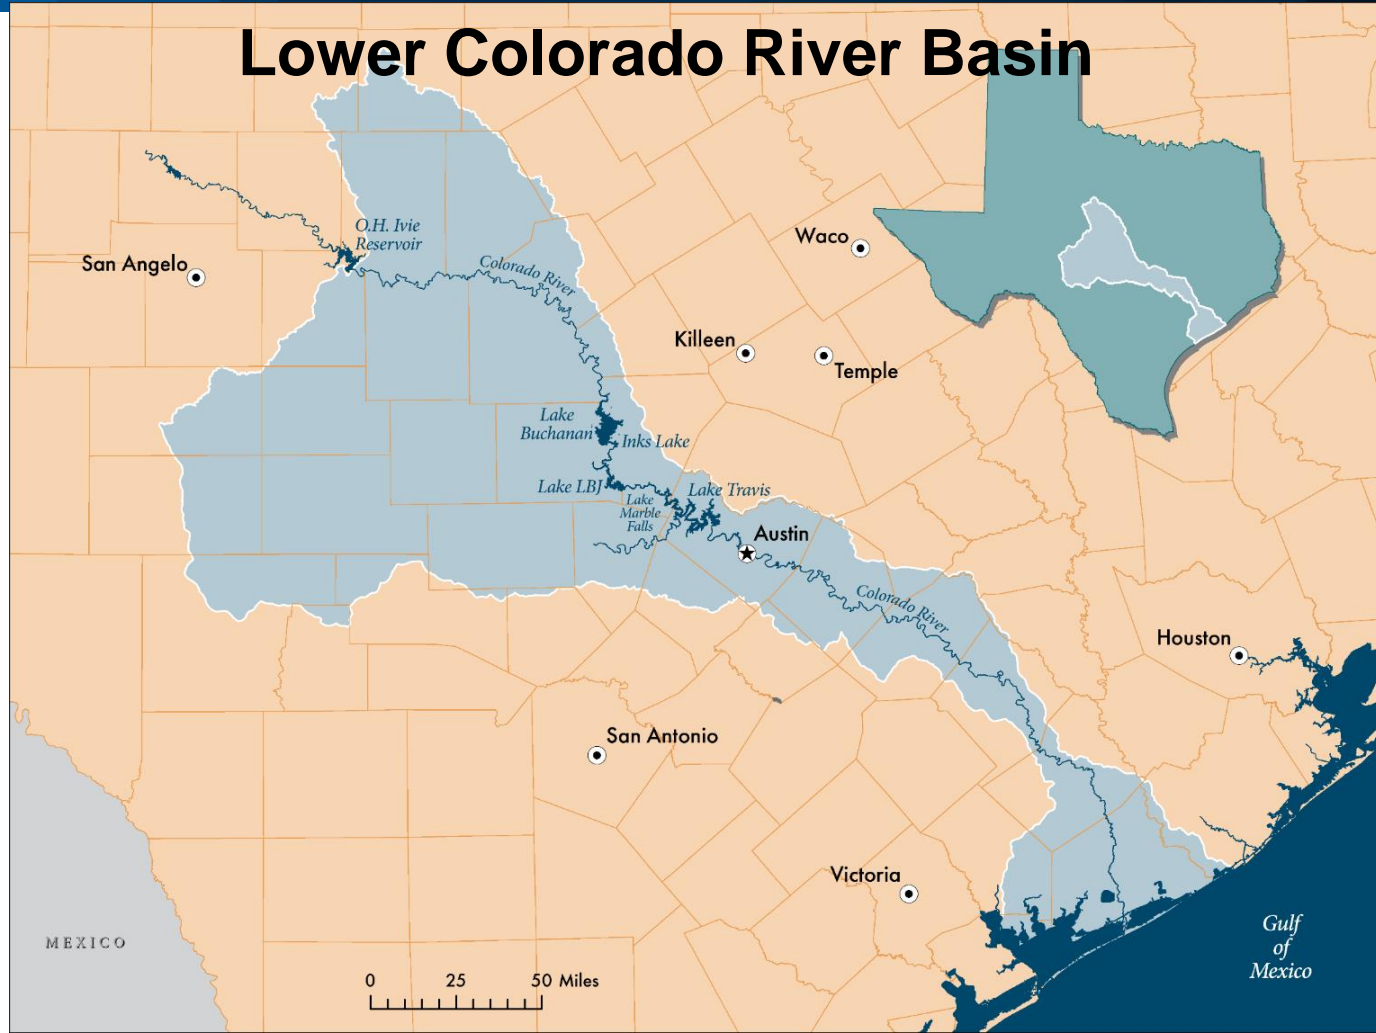 Lower Colorado River Basin
O.H. Ivie
Reservoir
San Angelo
Colorado River
Waco
Killeen
Temple
Lake
Buchanan
Inks Lake
Lake LBJ
Lake
Marble
Falls
Lake Travis
Austin
Colorado River
Houston
San Antonio
Victoria
MEXICO
Gulf
of
Mexico
0 25 50 Miles